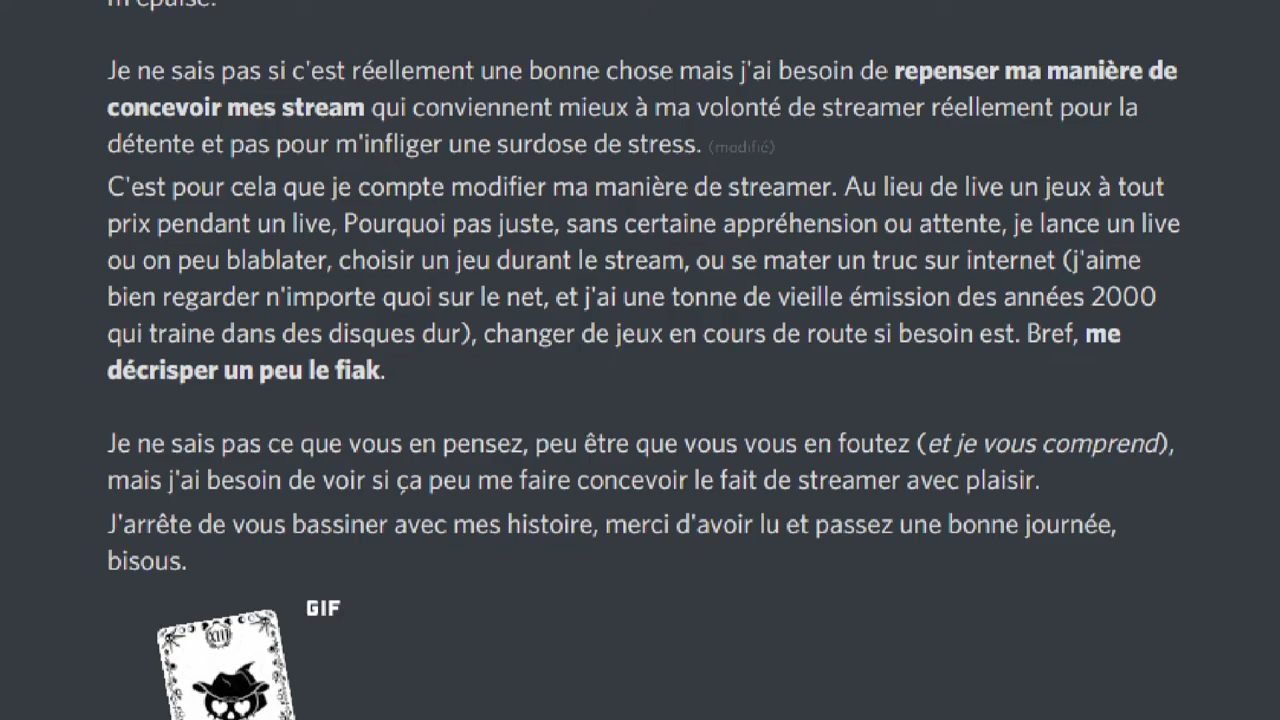 m'épuise.
Je ne sais pas si c'est réellement une bonne chose mais j'ai besoin de repenser ma manière de
concevoir mes stream qui conviennent mieux à ma volonté de streamer réellement pour la
détente et pas pour m'infliger une surdose de stress. (modifié)
C'est pour cela que je compte modifier ma manière de streamer. Au lieu de live un jeux à tout
prix pendant un live, Pourquoi pas juste, sans certaine appréhension ou attente, je lance un live
ou on peu blablater, choisir un jeu durant le stream, ou se mater un truc sur internet (j'aime
bien regarder n'importe quoi sur le net, et j'ai une tonne de vieille émission des années 2000
qui traine dans des disques dur), changer de jeux en cours de route si besoin est. Bref, me
décrisper un peu le fiak.
Je ne sais pas ce que vous en pensez, peu être que vous vous en foutez (et je vous comprend),
mais j'ai besoin de voir si ça peu me faire concevoir le fait de streamer avec plaisir.
J'arrête de vous bassiner avec mes histoire, merci d'avoir lu et passez une bonne journée,
bisous.
GIF
XIII